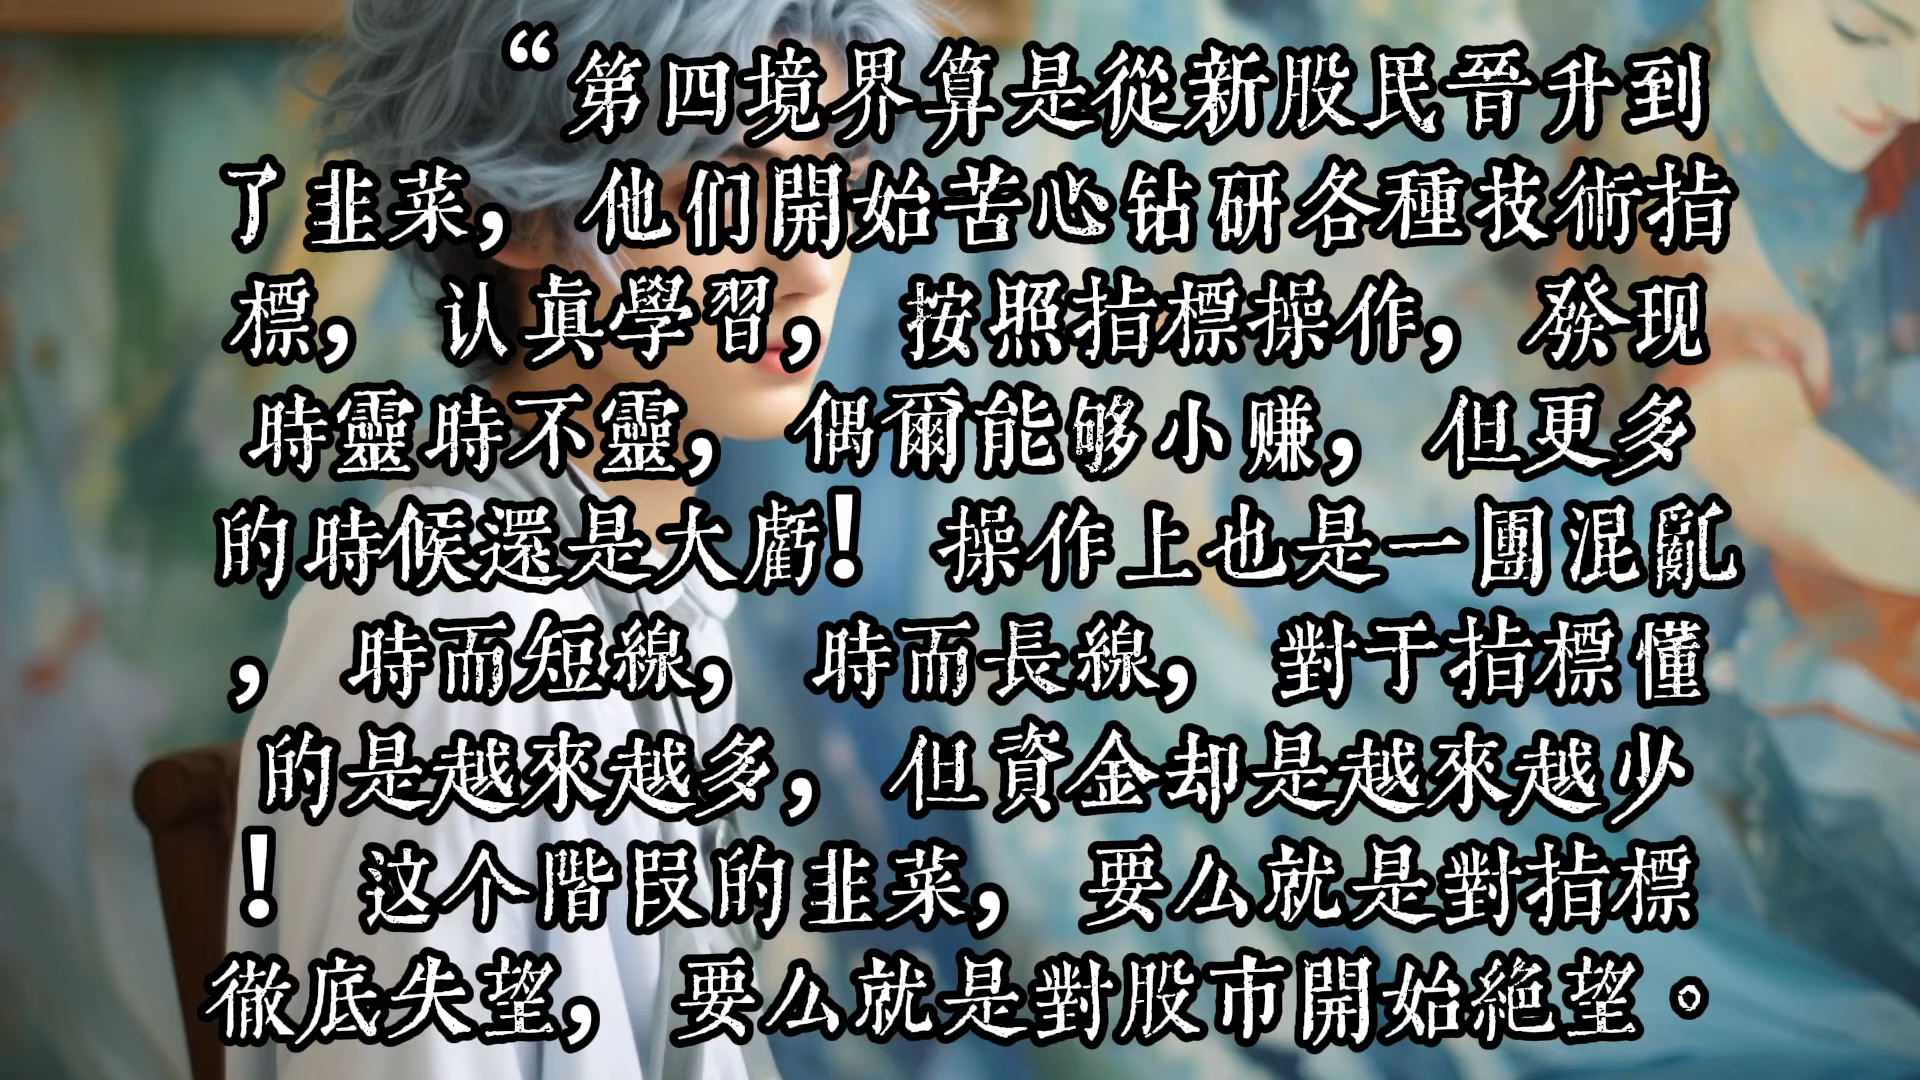 “第四境界算是從新股民晉升到
了韭菜，他们開始苦心钻研各種技術指
標，认真學習，按照指標操作，發现
時靈時不靈，偶爾能够小赚，但更多
的時候還是大虧！操作上也是一團混亂
，時而短線，時而長線，對于指標懂
的是越來越多，但資金却是越來越少
！这个階段的韭菜，要么就是對指標
徹底失望，要么就是對股市開始絕望。